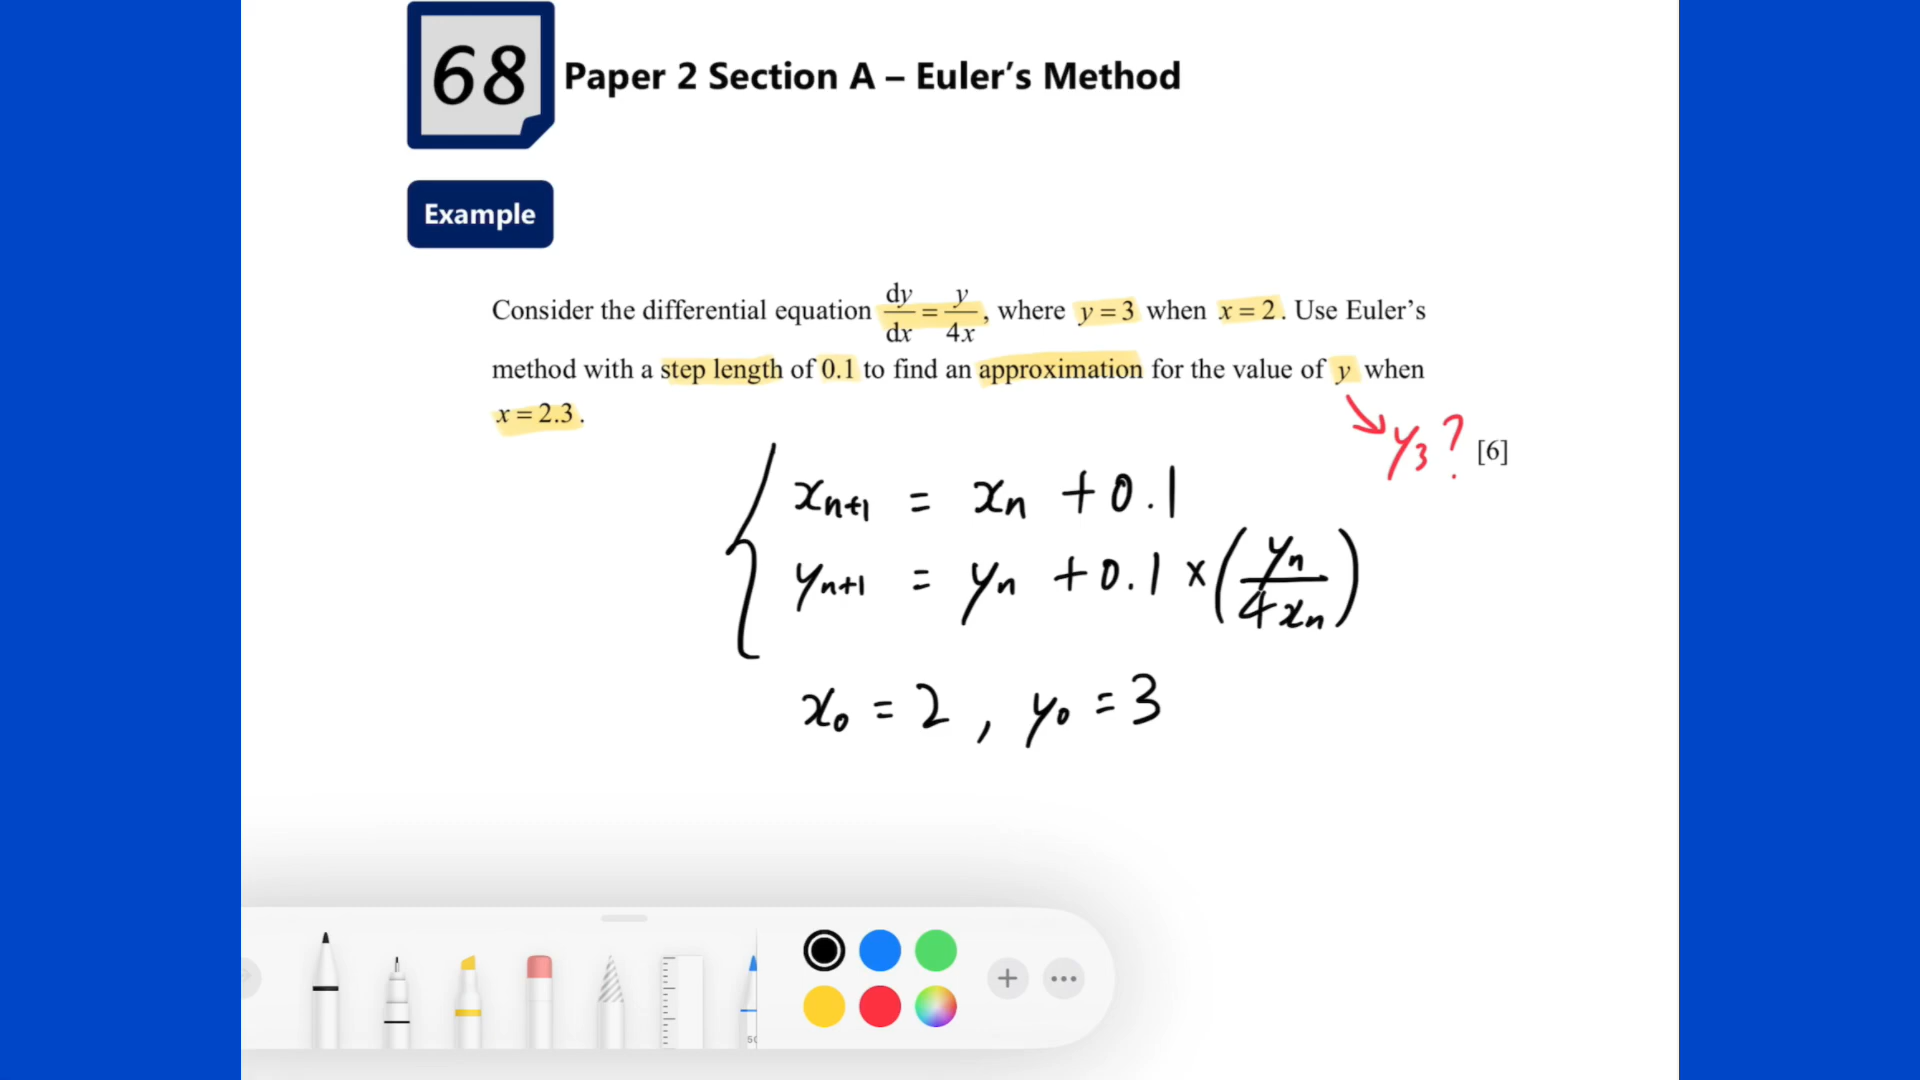 68 Paper 2 Section A – Euler's Method
Example
Consider the differential equation dy/dx = y/4x, where y = 3 when x = 2. Use Euler's
method with a step length of 0.1 to find an approximation for the value of y when
x = 2.3.
y₃?
[6]
xₙ₊₁ = xₙ + 0.1
yₙ₊₁ = yₙ + 0.1 × (yₙ/4xₙ)
x₀ = 2, y₀ = 3